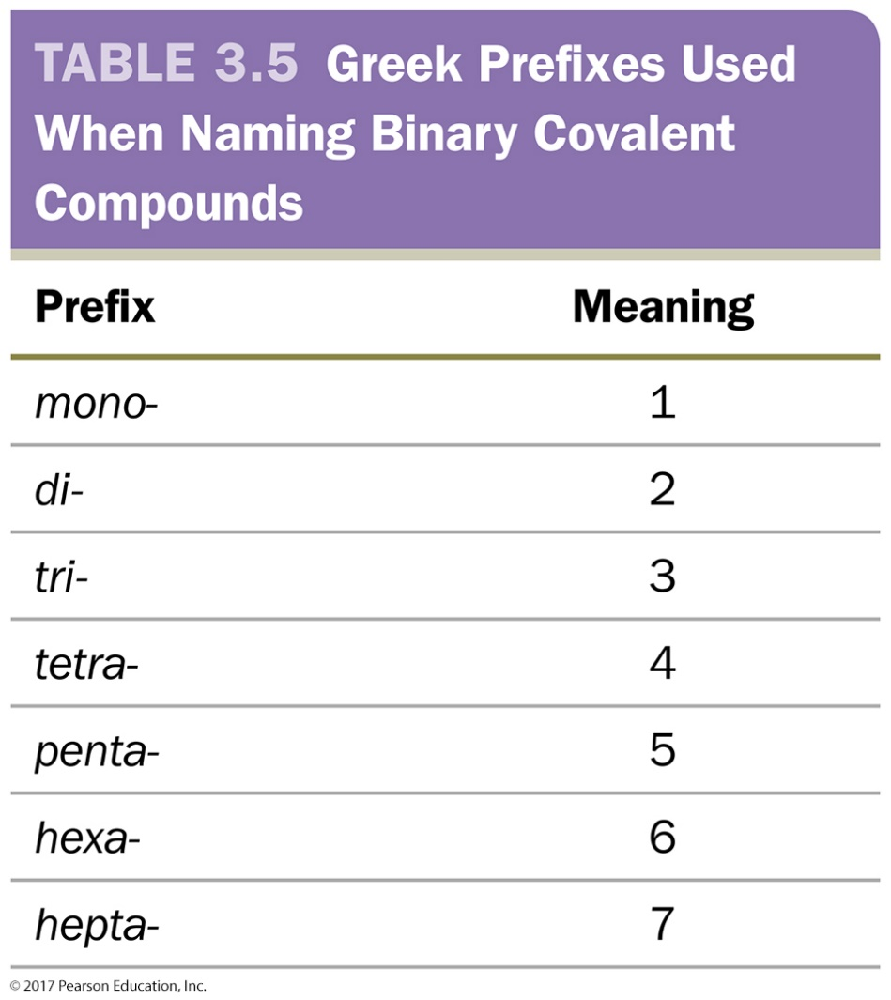 TABLE 3.5 Greek Prefixes Used
When Naming Binary Covalent
Compounds
Prefix Meaning
mono- 1
di- 2
tri- 3
tetra- 4
penta- 5
hexa- 6
hepta- 7
© 2017 Pearson Education, Inc.